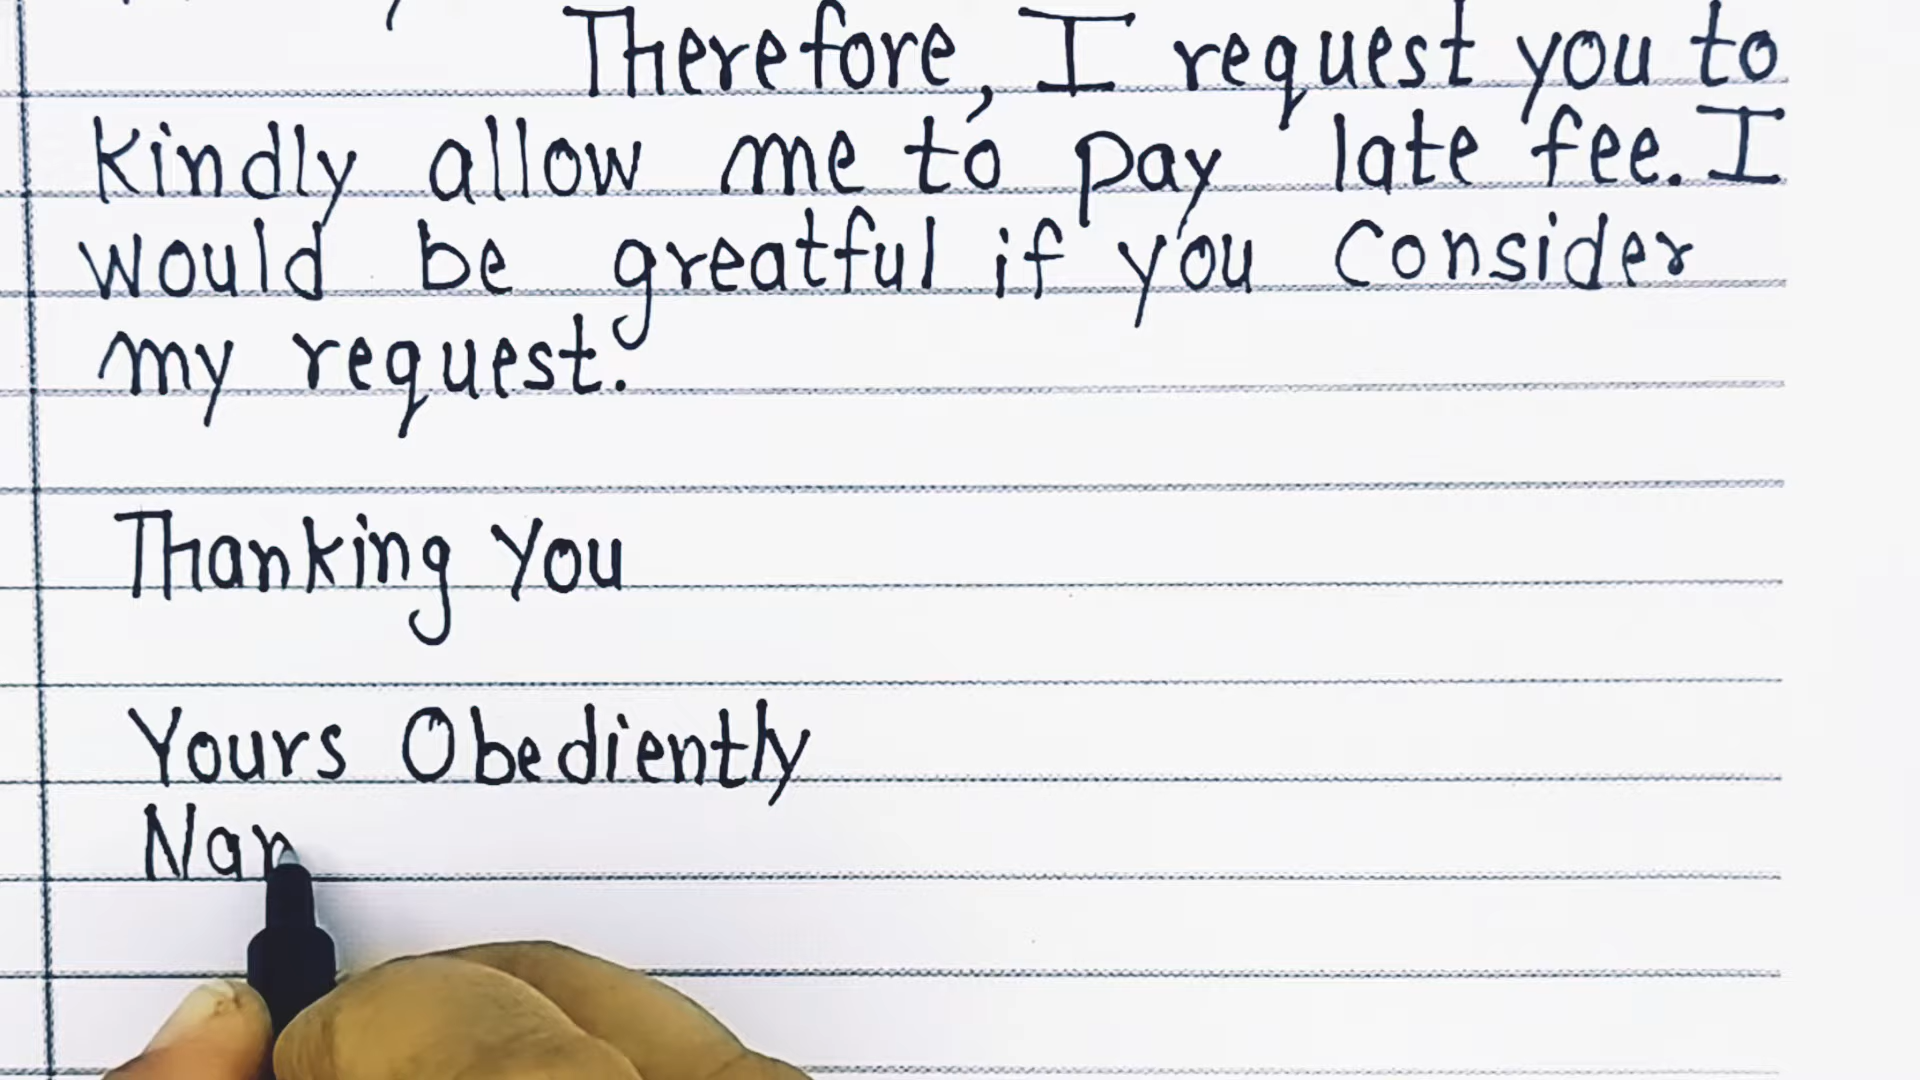 Therefore, I request you to
kindly allow me to pay late fee. I
would be greatful if you Consider
my request.
Thanking You
Yours Obediently